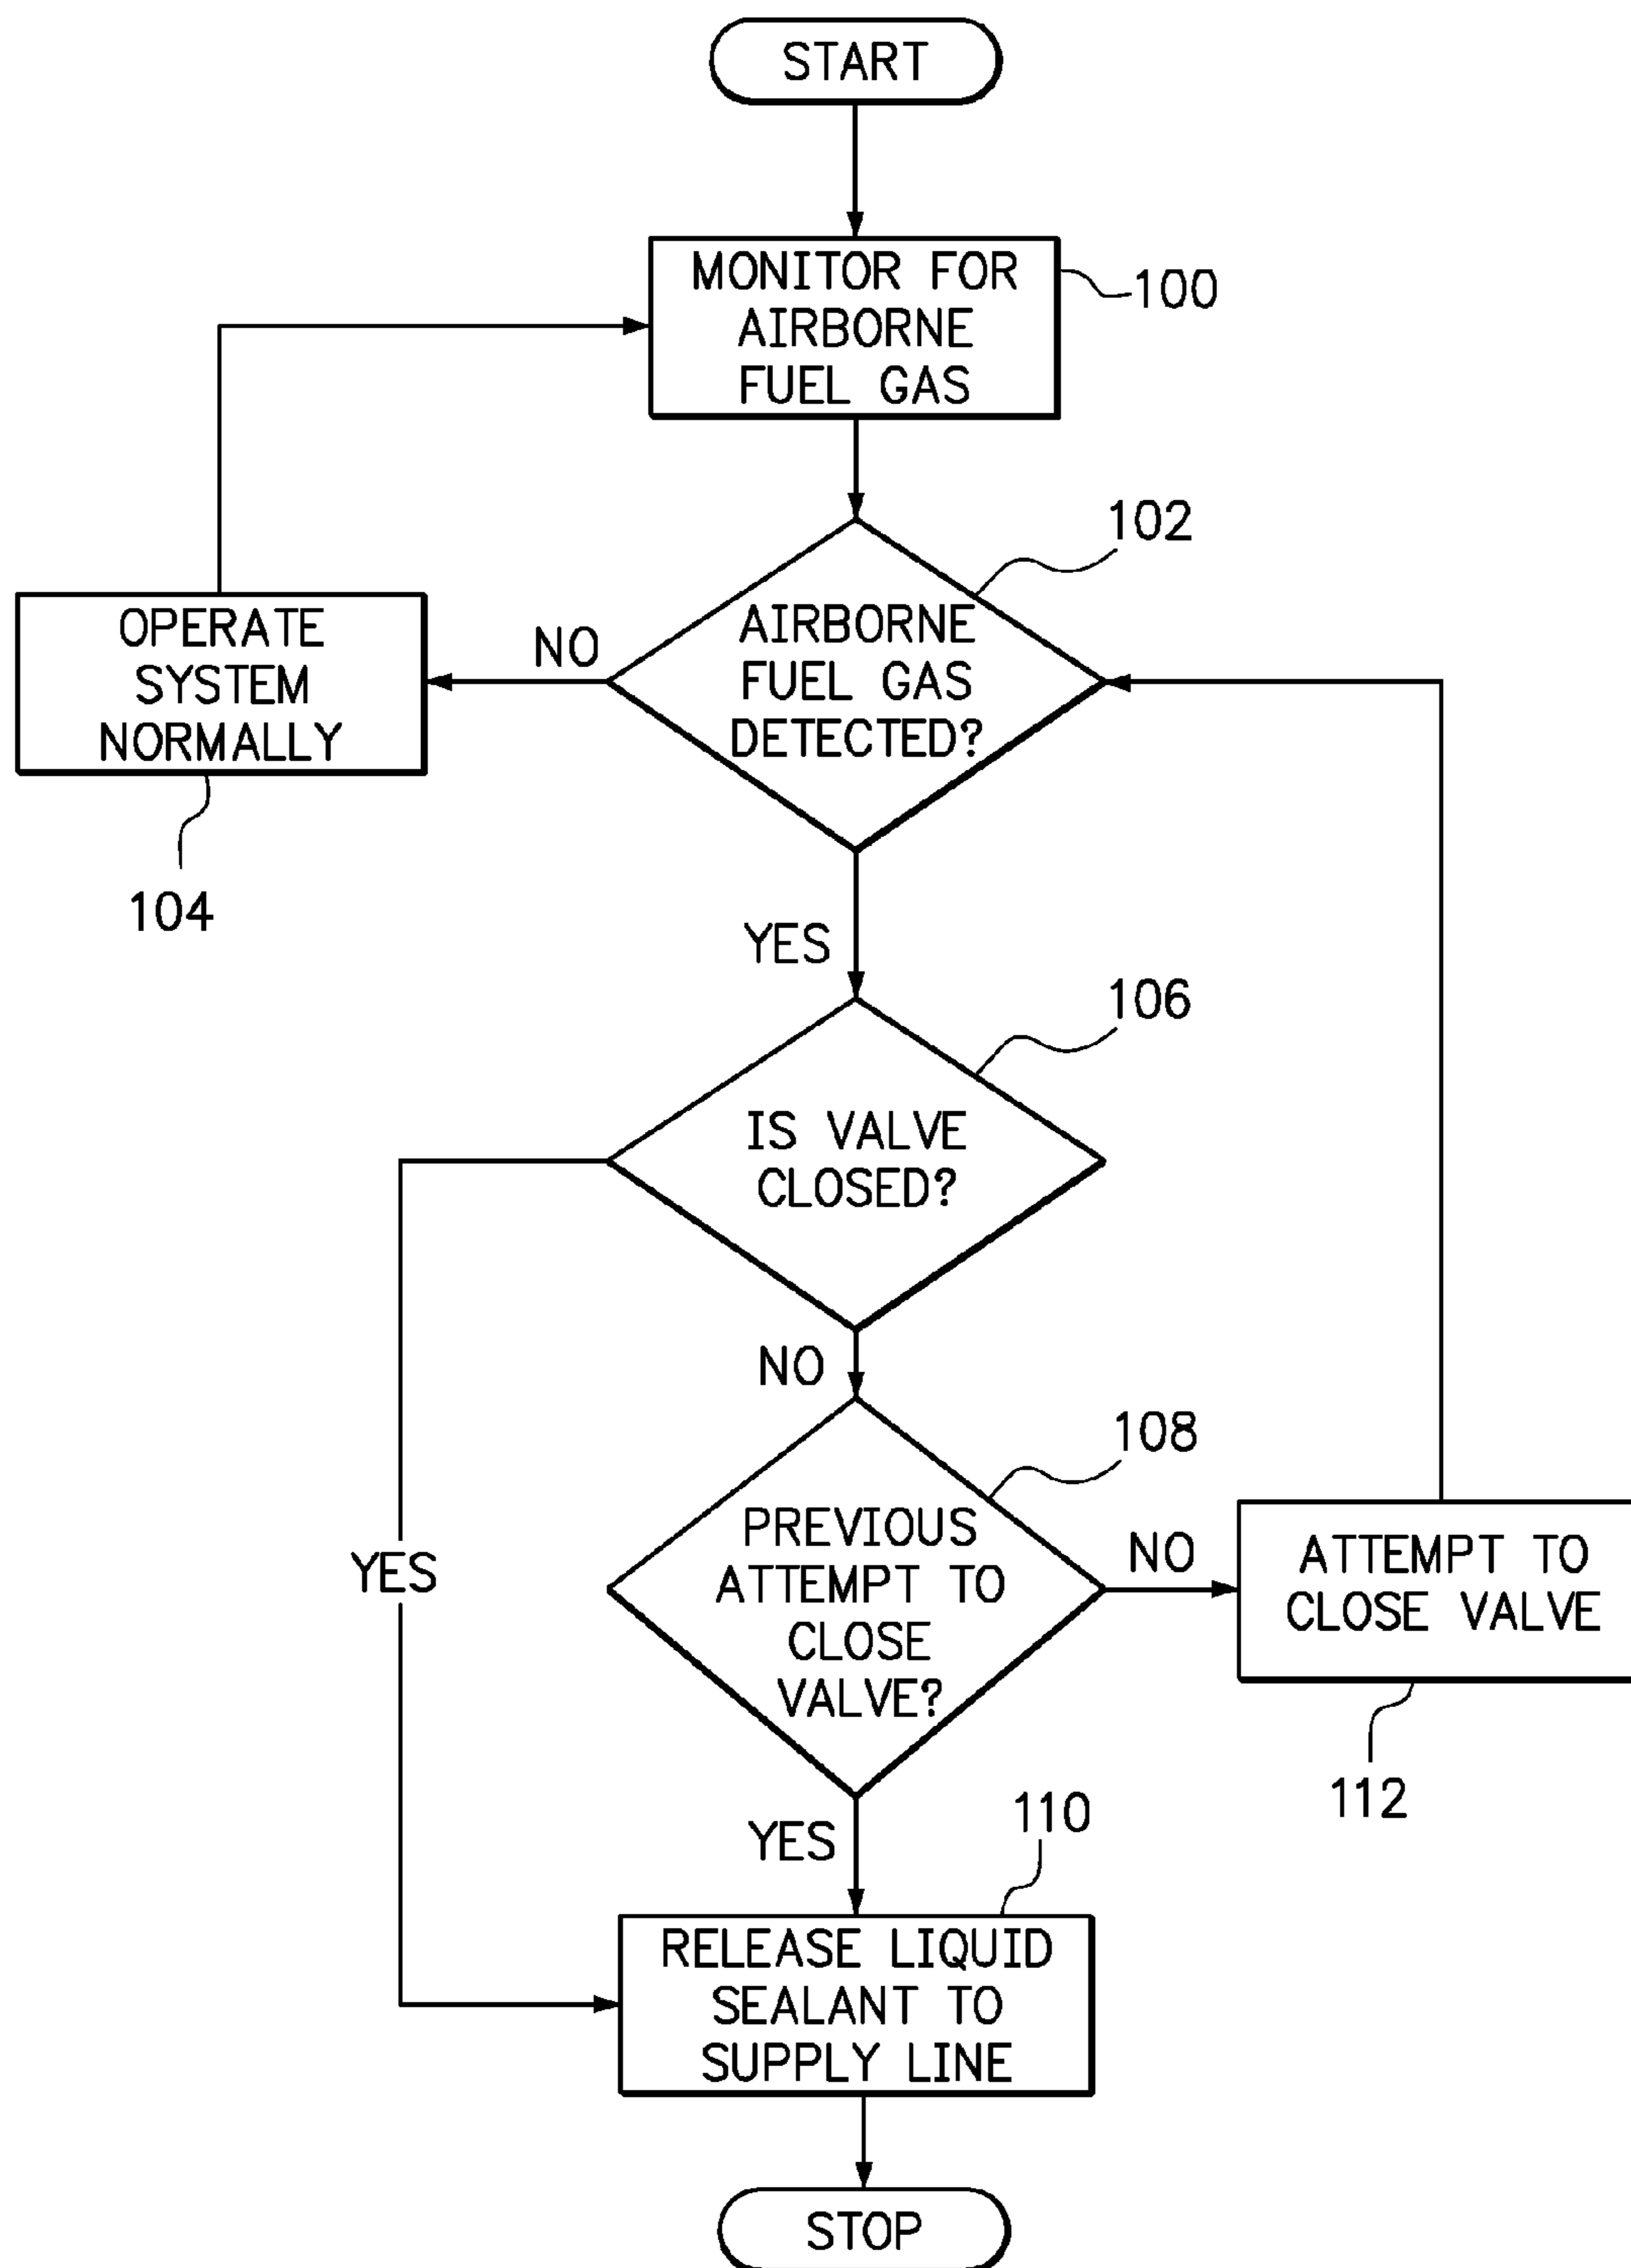 START
MONITOR FOR
AIRBORNE
FUEL GAS
100
102
AIRBORNE
FUEL GAS
DETECTED?
NO
OPERATE
SYSTEM
NORMALLY
104
YES
106
IS VALVE
CLOSED?
YES
NO
108
PREVIOUS
ATTEMPT TO
CLOSE
VALVE?
NO
ATTEMPT TO
CLOSE VALVE
112
YES
110
RELEASE LIQUID
SEALANT TO
SUPPLY LINE
STOP